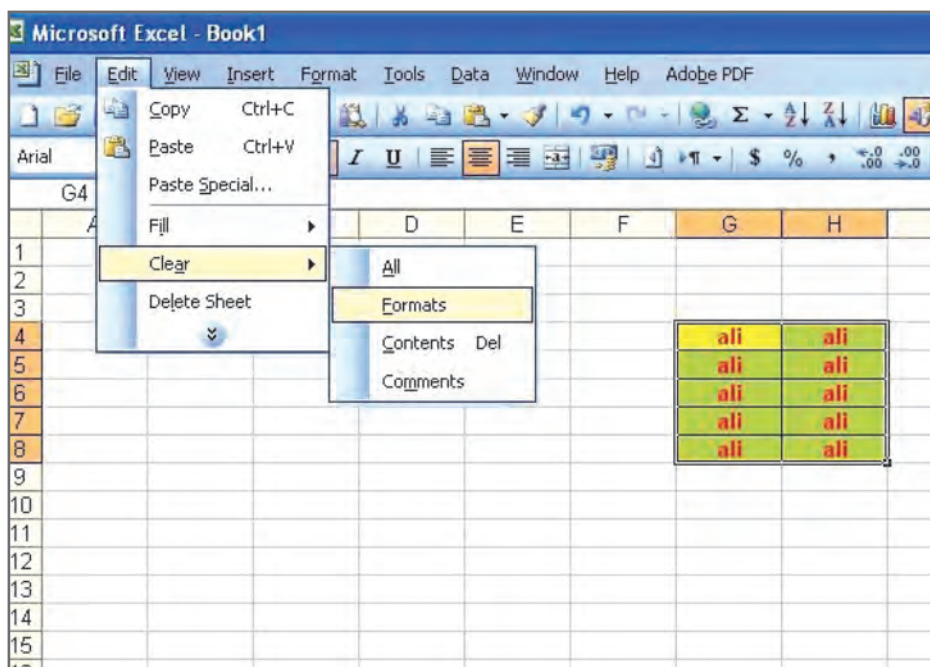 Microsoft Excel - Book1
File Edit View Insert Format Tools Data Window Help Adobe PDF
Copy Ctrl+C
Paste Ctrl+V
Paste Special...
Fill
Clear
Delete Sheet
All
Formats
Contents Del
Comments
Arial I U $ % , .00 .00
G4
D E F G H
1
2
3
4 ali ali
5 ali ali
6 ali ali
7 ali ali
8 ali ali
9
10
11
12
13
14
15